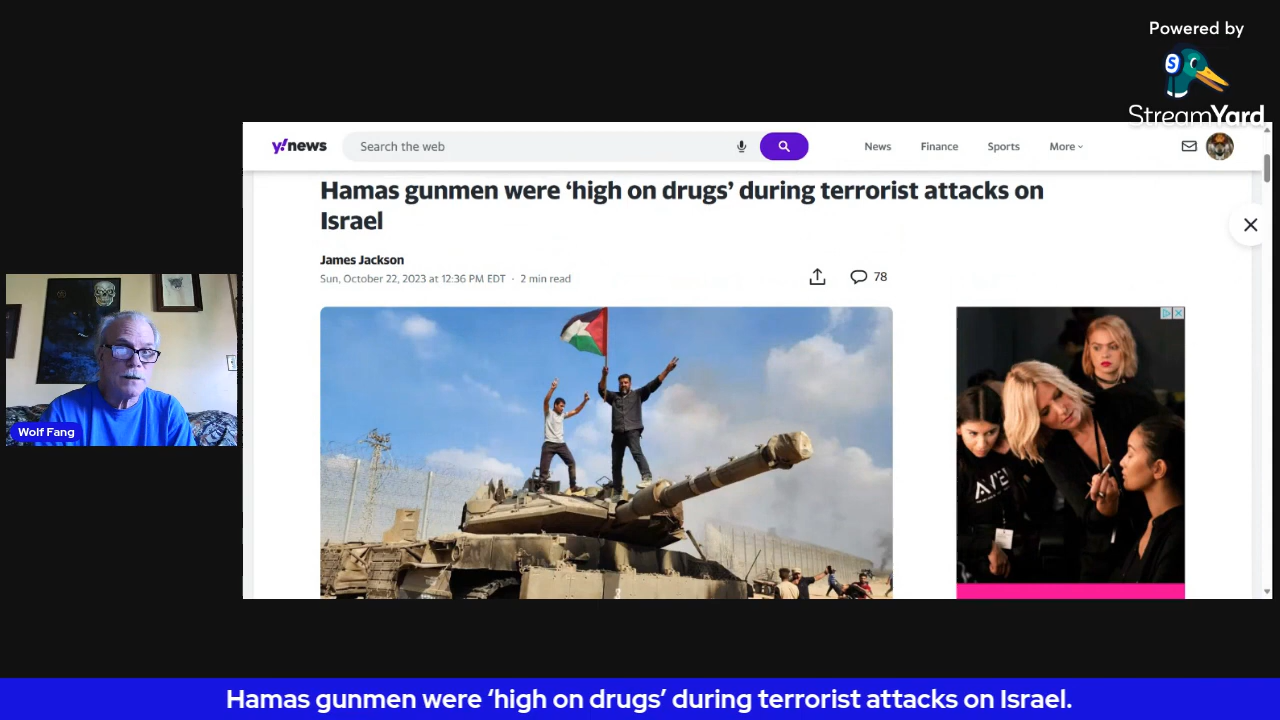 Powered by
StreamYard
y!news
Search the web
News
Finance
Sports
More
Hamas gunmen were ‘high on drugs’ during terrorist attacks on
Israel
James Jackson
Sun, October 22, 2023 at 12:36 PM EDT · 2 min read
78
Wolf Fang
Hamas gunmen were ‘high on drugs’ during terrorist attacks on Israel.